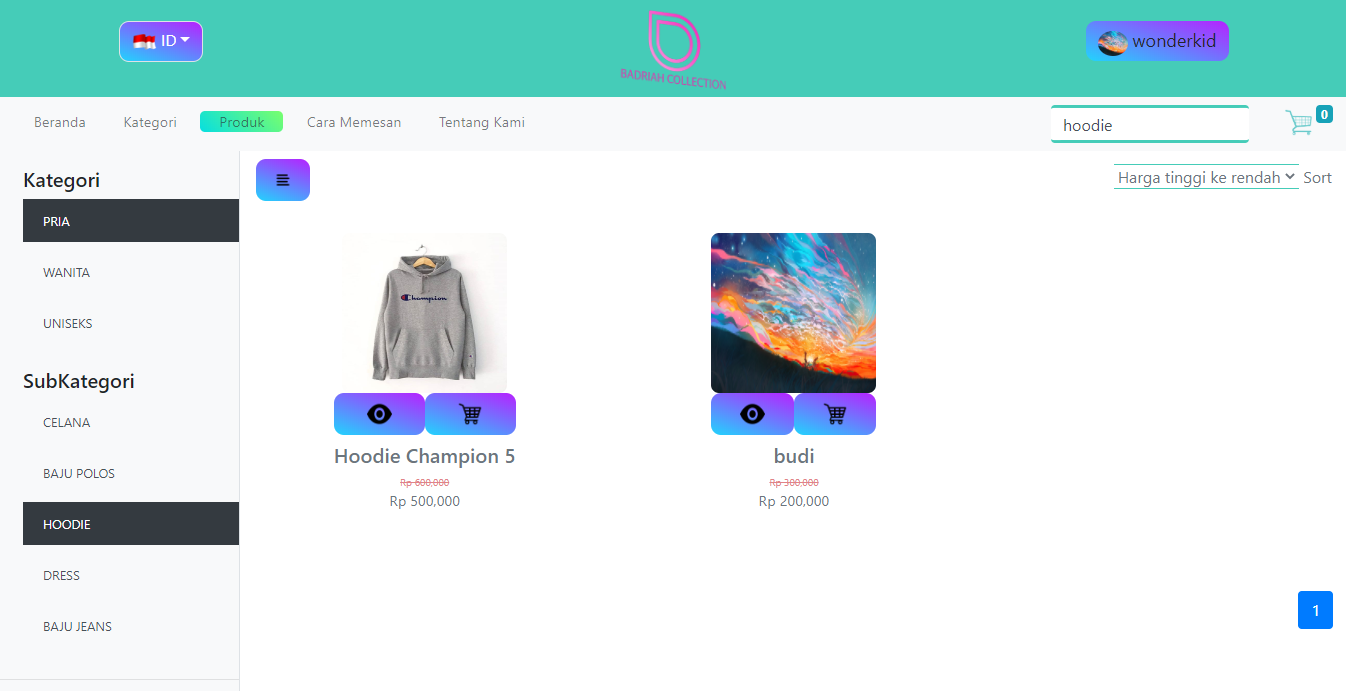 ID
BADRIAH COLLECTION
wonderkid
Beranda
Kategori
Produk
Cara Memesan
Tentang Kami
hoodie
0
Kategori
PRIA
WANITA
UNISEKS
SubKategori
CELANA
BAJU POLOS
HOODIE
DRESS
BAJU JEANS
Harga tinggi ke rendah Sort
Champion
Hoodie Champion 5
Rp 600,000
Rp 500,000
budi
Rp 300,000
Rp 200,000
1